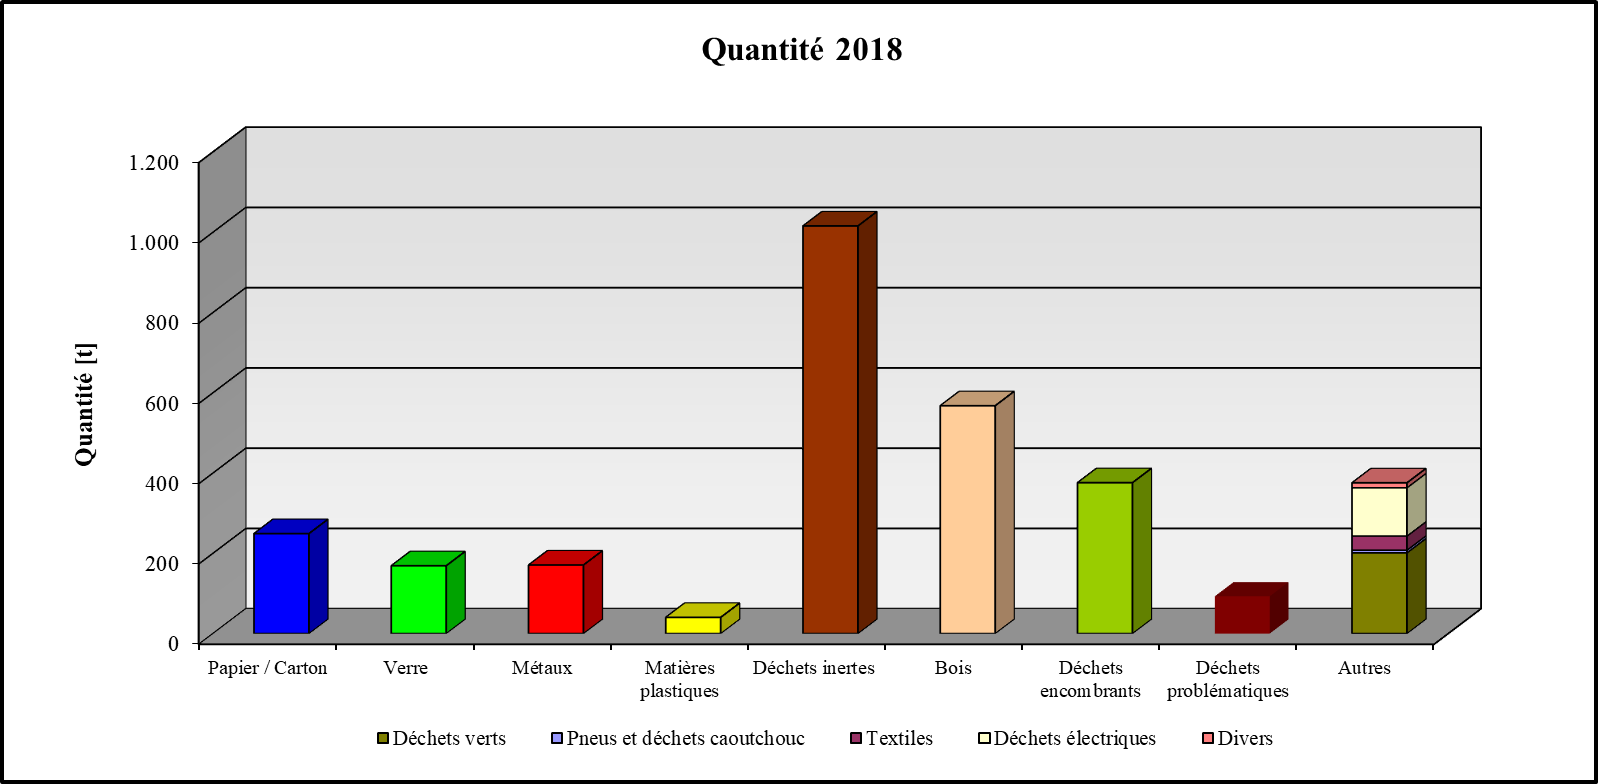 Quantité 2018
Quantité [t]
1.200
1.000
800
600
400
200
0
Papier / Carton
Verre
Métaux
Matières
plastiques
Déchets inertes
Bois
Déchets
encombrants
Déchets
problématiques
Autres
Déchets verts
Pneus et déchets caoutchouc
Textiles
Déchets électriques
Divers